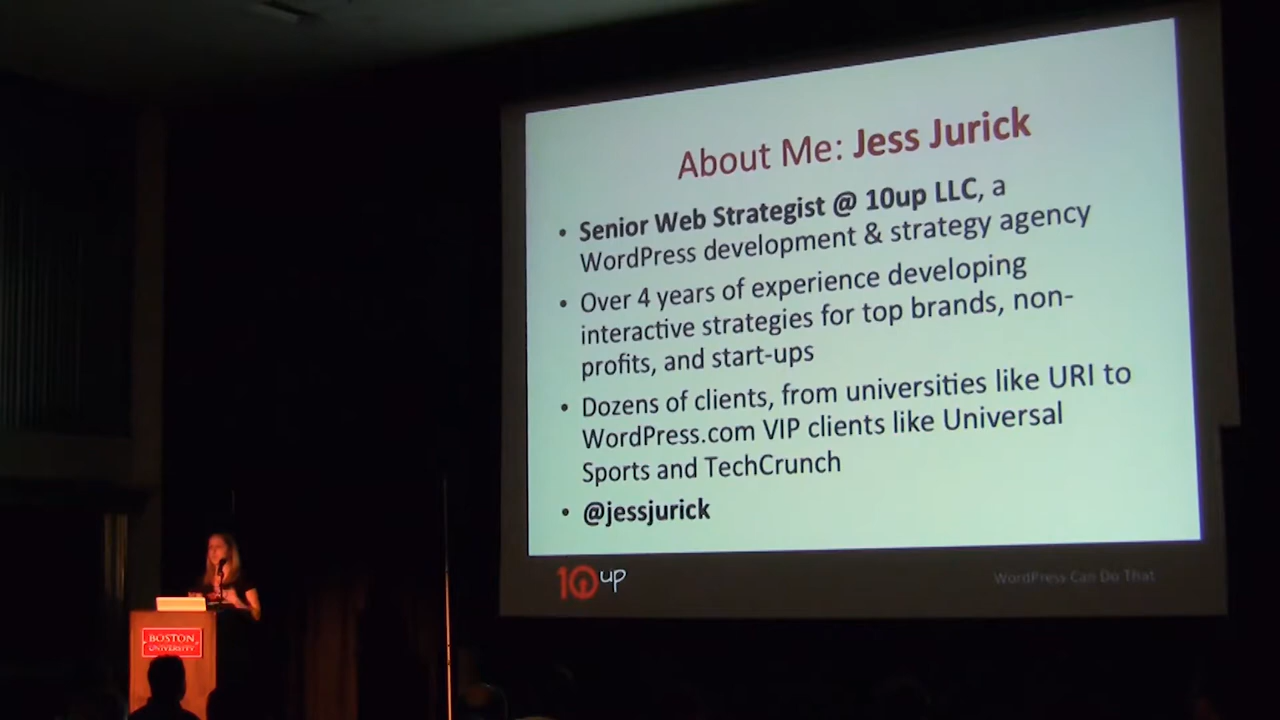 About Me: Jess Jurick
• Senior Web Strategist @ 10up LLC, a
WordPress development & strategy agency
• Over 4 years of experience developing
interactive strategies for top brands, non-
profits, and start-ups
• Dozens of clients, from universities like URI to
WordPress.com VIP clients like Universal
Sports and TechCrunch
• @jessjurick
10up
WordPress Can Do That
BOSTON
UNIVERSITY